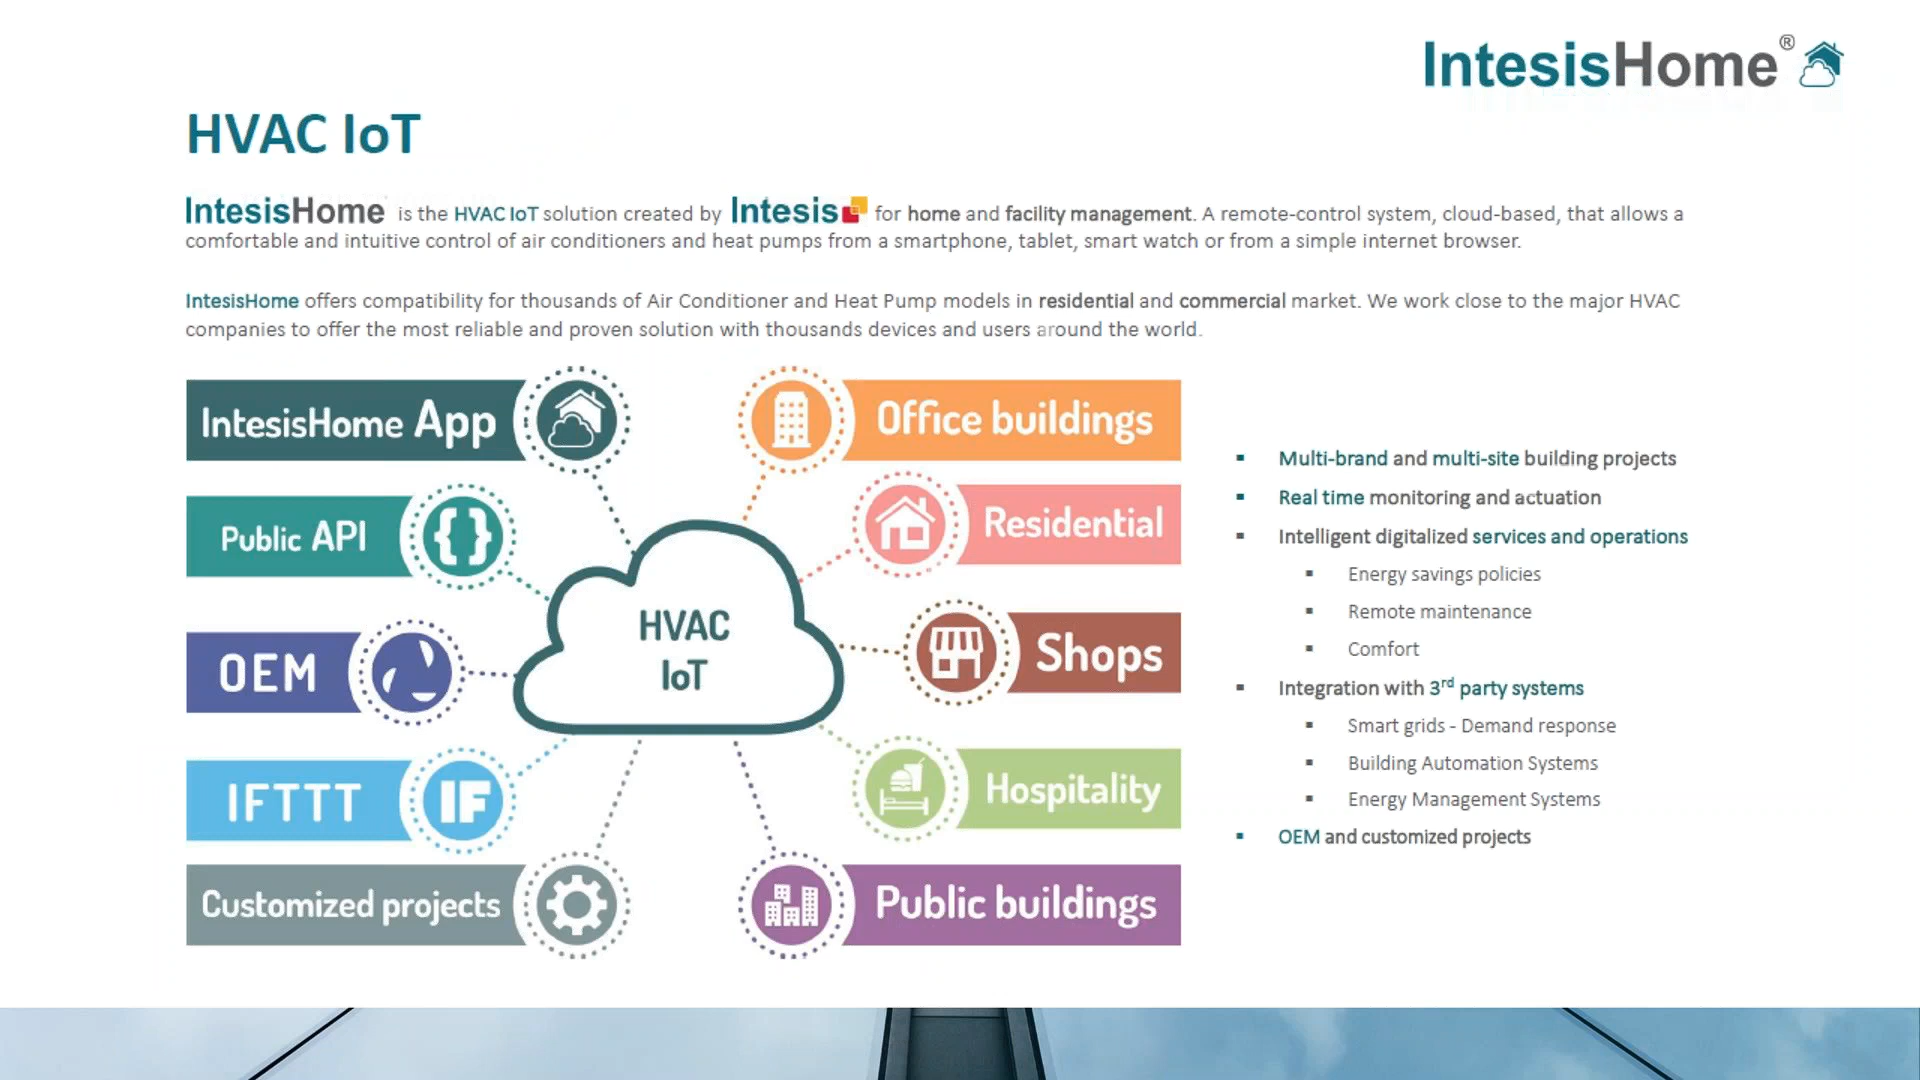 IntesisHome®
HVAC IoT
IntesisHome is the HVAC IoT solution created by Intesis for home and facility management. A remote-control system, cloud-based, that allows a
comfortable and intuitive control of air conditioners and heat pumps from a smartphone, tablet, smart watch or from a simple internet browser.
IntesisHome offers compatibility for thousands of Air Conditioner and Heat Pump models in residential and commercial market. We work close to the major HVAC
companies to offer the most reliable and proven solution with thousands devices and users around the world.
IntesisHome App
Public API
{}
OEM
IFTTT
IF
Customized projects
HVAC
IoT
Office buildings
Residential
Shops
Hospitality
Public buildings
▪ Multi-brand and multi-site building projects
▪ Real time monitoring and actuation
▪ Intelligent digitalized services and operations
▪ Energy savings policies
▪ Remote maintenance
▪ Comfort
▪ Integration with 3rd party systems
▪ Smart grids - Demand response
▪ Building Automation Systems
▪ Energy Management Systems
▪ OEM and customized projects